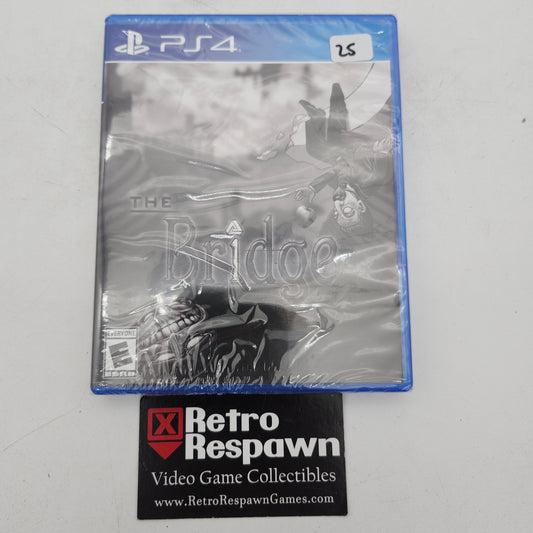 PS4
25
THE
Bridge
EVERYONE
E
ESRB
X Retro
Respawn
Video Game Collectibles
www.RetroRespawnGames.com